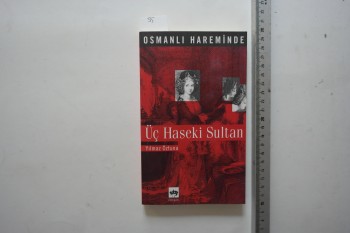 OSMANLI HAREMİNDE
Üç Haseki Sultan
Yılmaz Öztuna